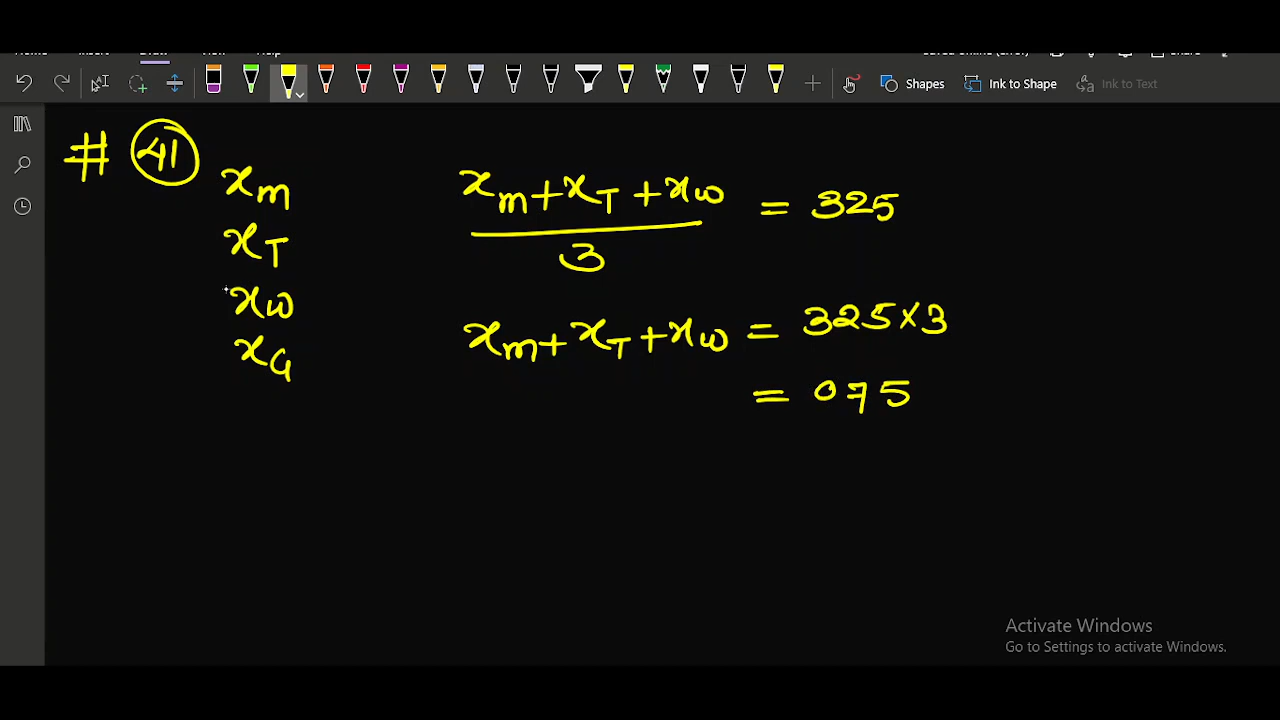 Shapes Ink to Shape Ink to Text
# 41
xm
xT
xw
xG
xm+xT+xw
3
= 325
xm+xT+xw = 325×3
= 075
Activate Windows
Go to Settings to activate Windows.